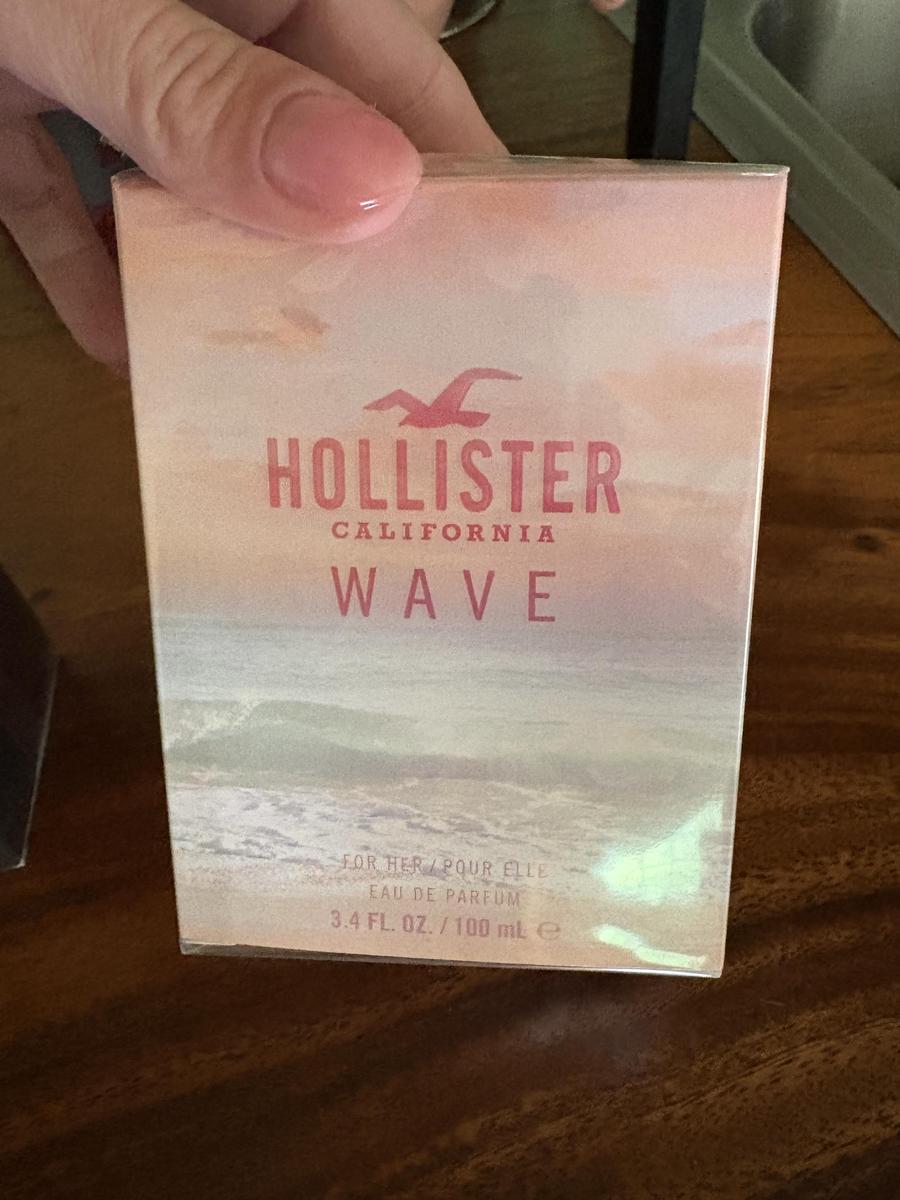 HOLLISTER
CALIFORNIA
WAVE
FOR HER / POUR ELLE
EAU DE PARFUM
3.4 FL. OZ. / 100 mL ℮